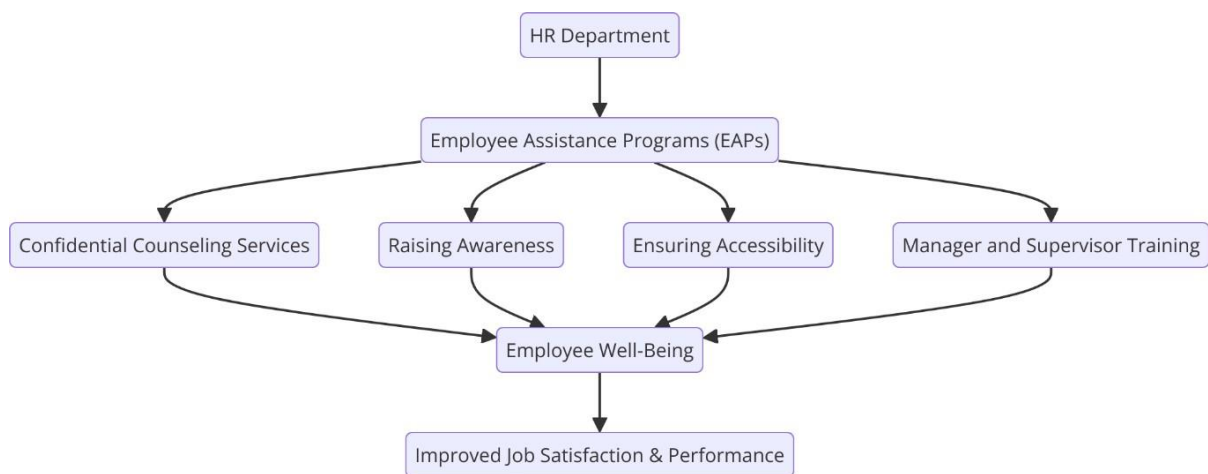 HR Department
Employee Assistance Programs (EAPs)
Confidential Counseling Services
Raising Awareness
Ensuring Accessibility
Manager and Supervisor Training
Employee Well-Being
Improved Job Satisfaction & Performance